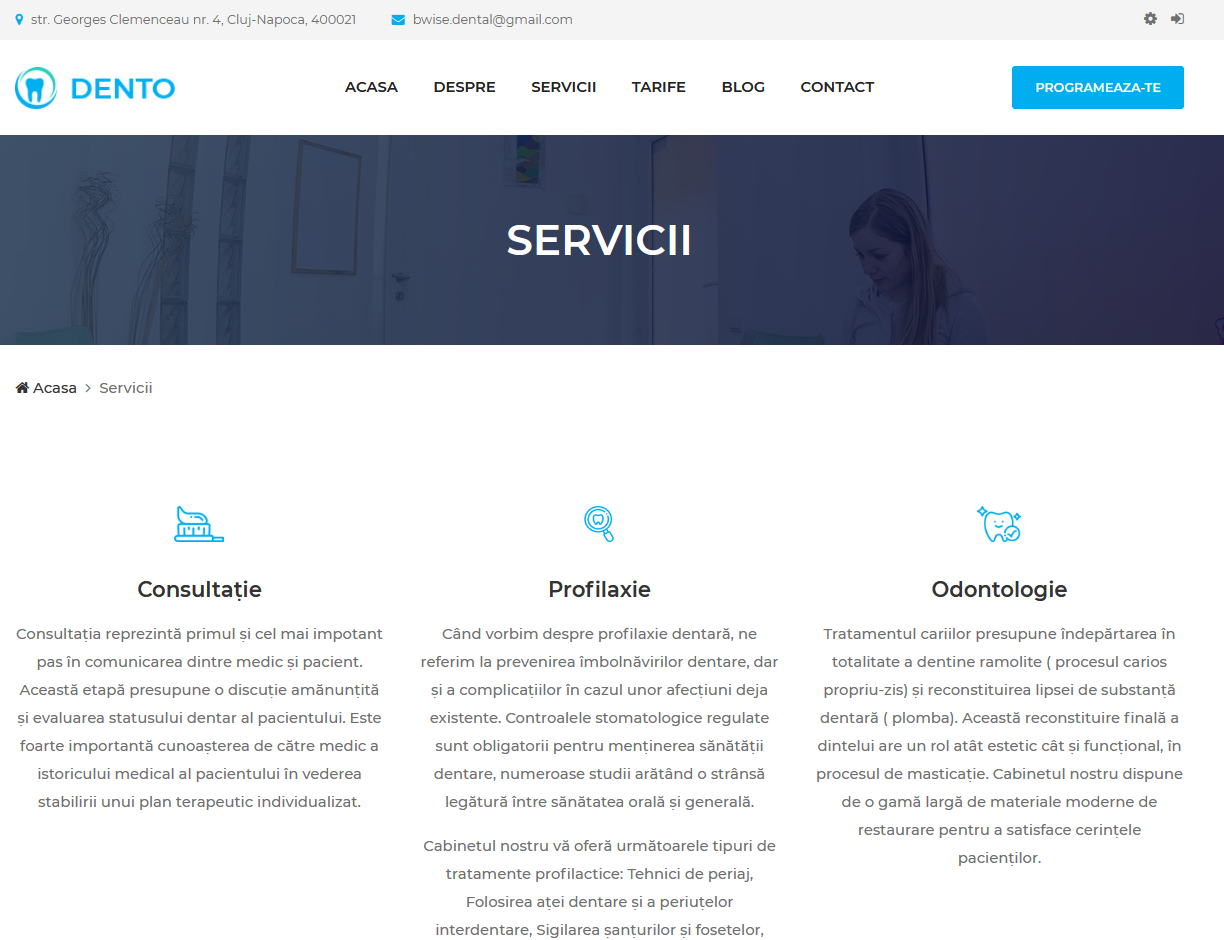 str. Georges Clemenceau nr. 4, Cluj-Napoca, 400021
bwise.dental@gmail.com
DENTO
ACASA
DESPRE
SERVICII
TARIFE
BLOG
CONTACT
PROGRAMEAZA-TE
SERVICII
Acasa > Servicii
Consultație
Consultația reprezintă primul și cel mai impotant
pas în comunicarea dintre medic și pacient.
Această etapă presupune o discuție amănunțită
și evaluarea statusului dentar al pacientului. Este
foarte importantă cunoașterea de către medic a
istoricului medical al pacientului în vederea
stabilirii unui plan terapeutic individualizat.
Profilaxie
Când vorbim despre profilaxie dentară, ne
referim la prevenirea îmbolnăvirilor dentare, dar
și a complicațiilor în cazul unor afecțiuni deja
existente. Controalele stomatologice regulate
sunt obligatorii pentru menținerea sănătății
dentare, numeroase studii arătând o strânsă
legătură între sănătatea orală și generală.
Cabinetul nostru vă oferă următoarele tipuri de
tratamente profilactice: Tehnici de periaj,
Folosirea aței dentare și a periuțelor
interdentare, Sigilarea șanțurilor și fosetelor,
Odontologie
Tratamentul cariilor presupune îndepărtarea în
totalitate a dentine ramolite ( procesul carios
propriu-zis) și reconstituirea lipsei de substanță
dentară ( plomba). Această reconstituire finală a
dintelui are un rol atât estetic cât și funcțional, în
procesul de masticație. Cabinetul nostru dispune
de o gamă largă de materiale moderne de
restaurare pentru a satisface cerințele
pacienților.